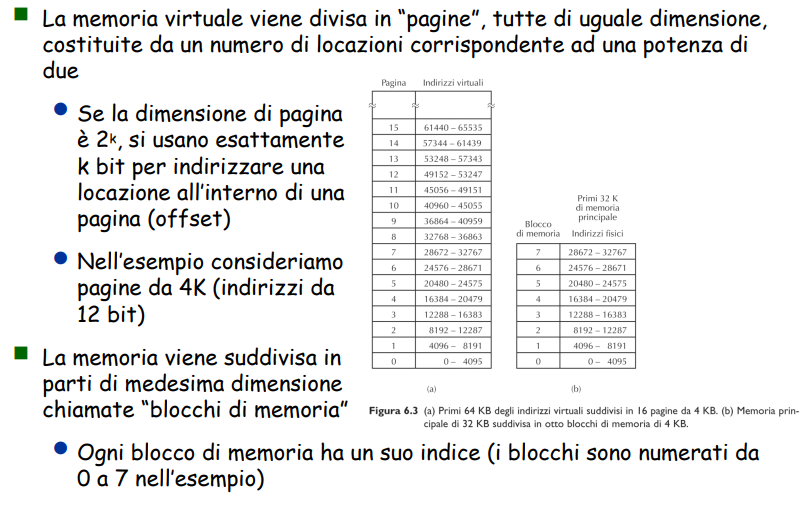 La memoria virtuale viene divisa in “pagine”, tutte di uguale dimensione,
costituite da un numero di locazioni corrispondente ad una potenza di
due
Se la dimensione di pagina
è 2k, si usano esattamente
k bit per indirizzare una
locazione all’interno di una
pagina (offset)
Nell’esempio consideriamo
pagine da 4K (indirizzi da
12 bit)
La memoria viene suddivisa in
parti di medesima dimensione
chiamate “blocchi di memoria”
Pagina Indirizzi virtuali
15 61440 – 65535
14 57344 – 61439
13 53248 – 57343
12 49152 – 53247
11 45056 – 49151
10 40960 – 45055
9 36864 – 40959
8 32768 – 36863
7 28672 – 32767
6 24576 – 28671
5 20480 – 24575
4 16384 – 20479
3 12288 – 16383
2 8192 – 12287
1 4096 – 8191
0 0 – 4095
(a)
Primi 32 K
di memoria
principale
Blocco
di memoria Indirizzi fisici
7 28672 – 32767
6 24576 – 28671
5 20480 – 24575
4 16384 – 20479
3 12288 – 16383
2 8192 – 12287
1 4096 – 8191
0 0 – 4095
(b)
Figura 6.3 (a) Primi 64 KB degli indirizzi virtuali suddivisi in 16 pagine da 4 KB. (b) Memoria prin-
cipale di 32 KB suddivisa in otto blocchi di memoria di 4 KB.
Ogni blocco di memoria ha un suo indice (i blocchi sono numerati da
0 a 7 nell’esempio)